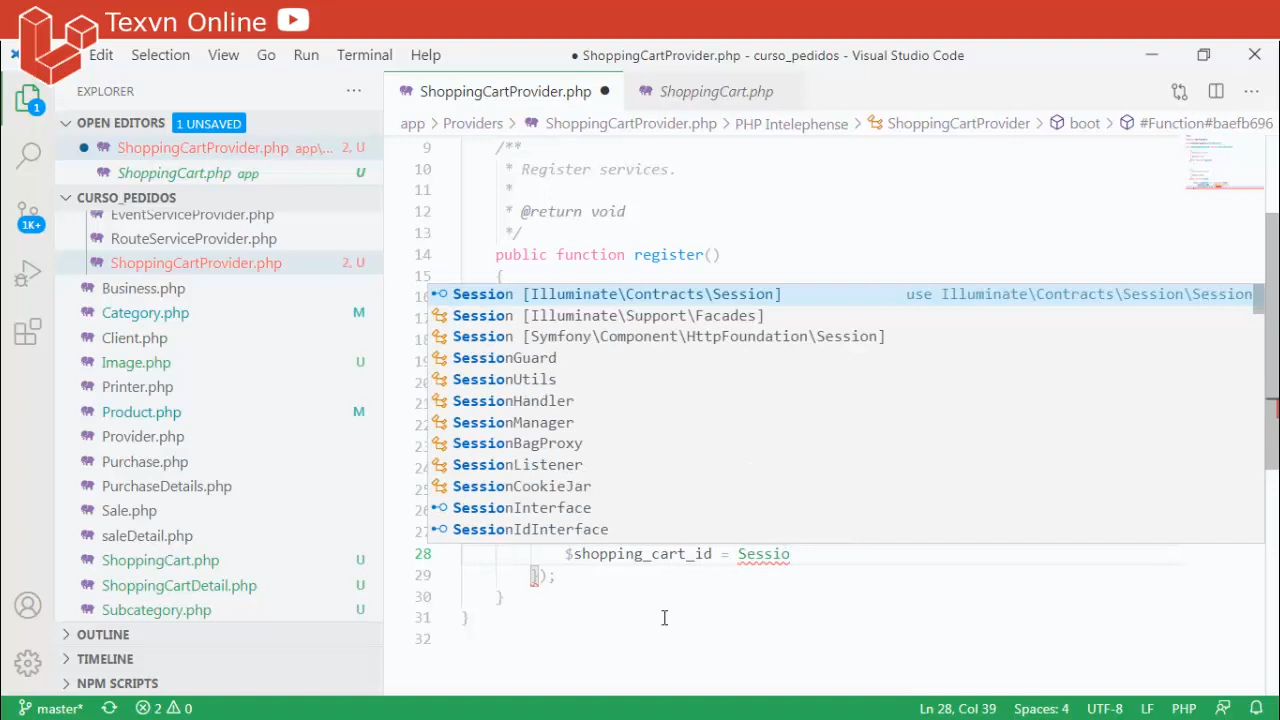 Texvn Online
Edit Selection View Go Run Terminal Help
● ShoppingCartProvider.php - curso_pedidos - Visual Studio Code
EXPLORER
OPEN EDITORS 1 UNSAVED
ShoppingCartProvider.php app\... 2, U
ShoppingCart.php app U
CURSO_PEDIDOS
EventServiceProvider.php
RouteServiceProvider.php
ShoppingCartProvider.php 2, U
Business.php
Category.php M
Client.php
Image.php U
Printer.php
Product.php M
Provider.php
Purchase.php
PurchaseDetails.php
Sale.php
saleDetail.php
ShoppingCart.php U
ShoppingCartDetail.php U
Subcategory.php U
OUTLINE
TIMELINE
NPM SCRIPTS
1
1K+
ShoppingCartProvider.php ●
ShoppingCart.php
app > Providers > ShoppingCartProvider.php > PHP Intelephense > ShoppingCartProvider > boot > #Function#baefb696
9 /**
10 * Register services.
11 *
12 * @return void
13 */
14 public function register()
15 {
Session [Illuminate\Contracts\Session] use Illuminate\Contracts\Session\Session
Session [Illuminate\Support\Facades]
Session [Symfony\Component\HttpFoundation\Session]
SessionGuard
SessionUtils
SessionHandler
SessionManager
SessionBagProxy
SessionListener
SessionCookieJar
SessionInterface
SessionIdInterface
28 $shopping_cart_id = Sessio
29 });
30 }
31 }
32
master* 2 0
Ln 28, Col 39 Spaces: 4 UTF-8 LF PHP